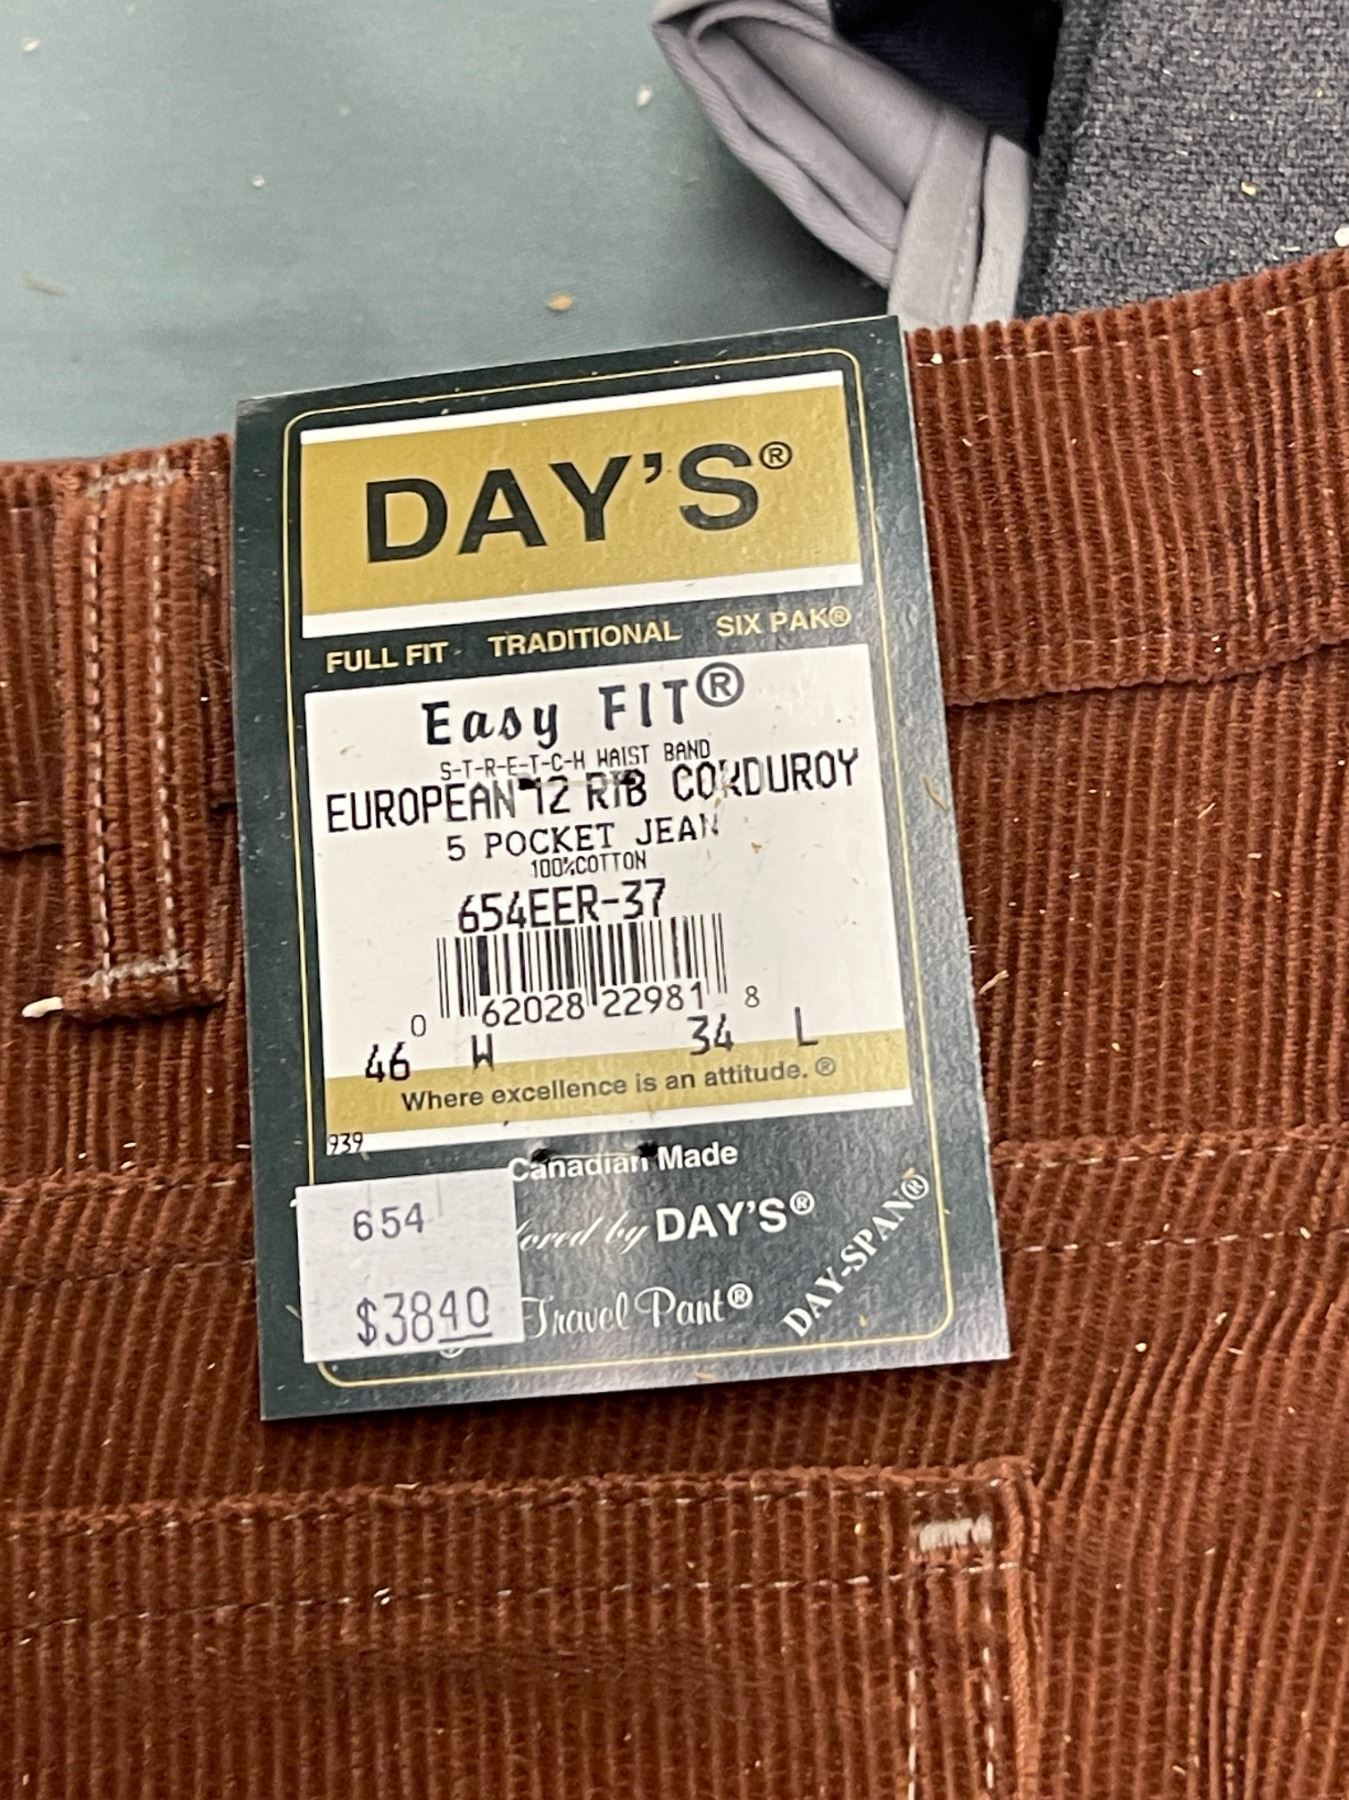 DAY'S®
FULL FIT TRADITIONAL SIX PAK®
Easy FIT®
S-T-R-E-T-C-H WAIST BAND
EUROPEAN 12 RIB CORDUROY
5 POCKET JEAN
100%COTTON
654EER-37
0 62028 22981 8
46 W 34 L
Where excellence is an attitude.®
939
Canadian Made
by DAY'S®
654
$3840
Travel Pant®
DAY-SPAN®